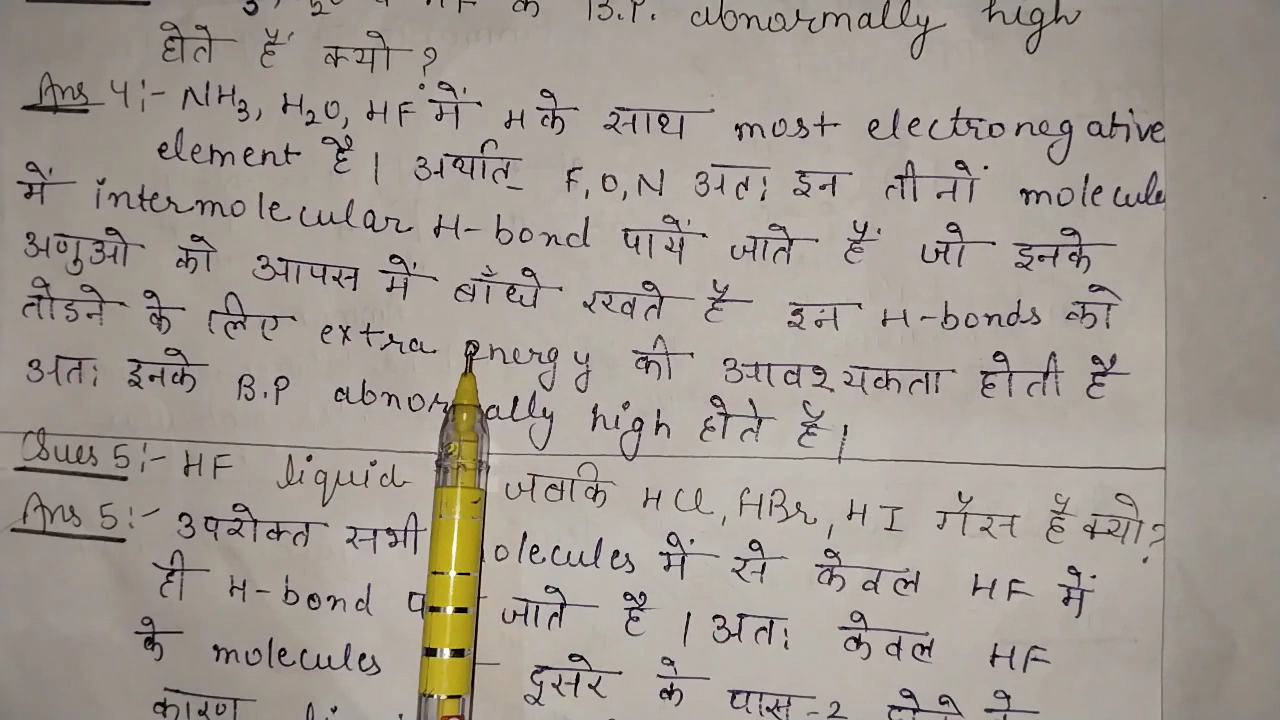 B.P. abnormally high
होते हैं क्यो ?
Ans 4:- NH3, H2O, HF में H के साथ most electronegative
element है। अर्थात F, O, N अतः इन तीनों molecule
में intermolecular H-bond पायें जाते हैं जो इनके
अणुओ को आपस में बाँधे रखते है इन H-bonds को
तोडने के लिए extra energy की आवश्यकता होती है
अतः इनके B.P abnormally high होते है।
Ques 5:- HF liquid जबकि HCl, HBr, HI गैस है क्यो?
Ans 5:- उपरोक्त सभी molecules में से केवल HF में
ही H-bond जाते है। अतः केवल HF
के molecules दूसरे के पास-2 होने के
कारण